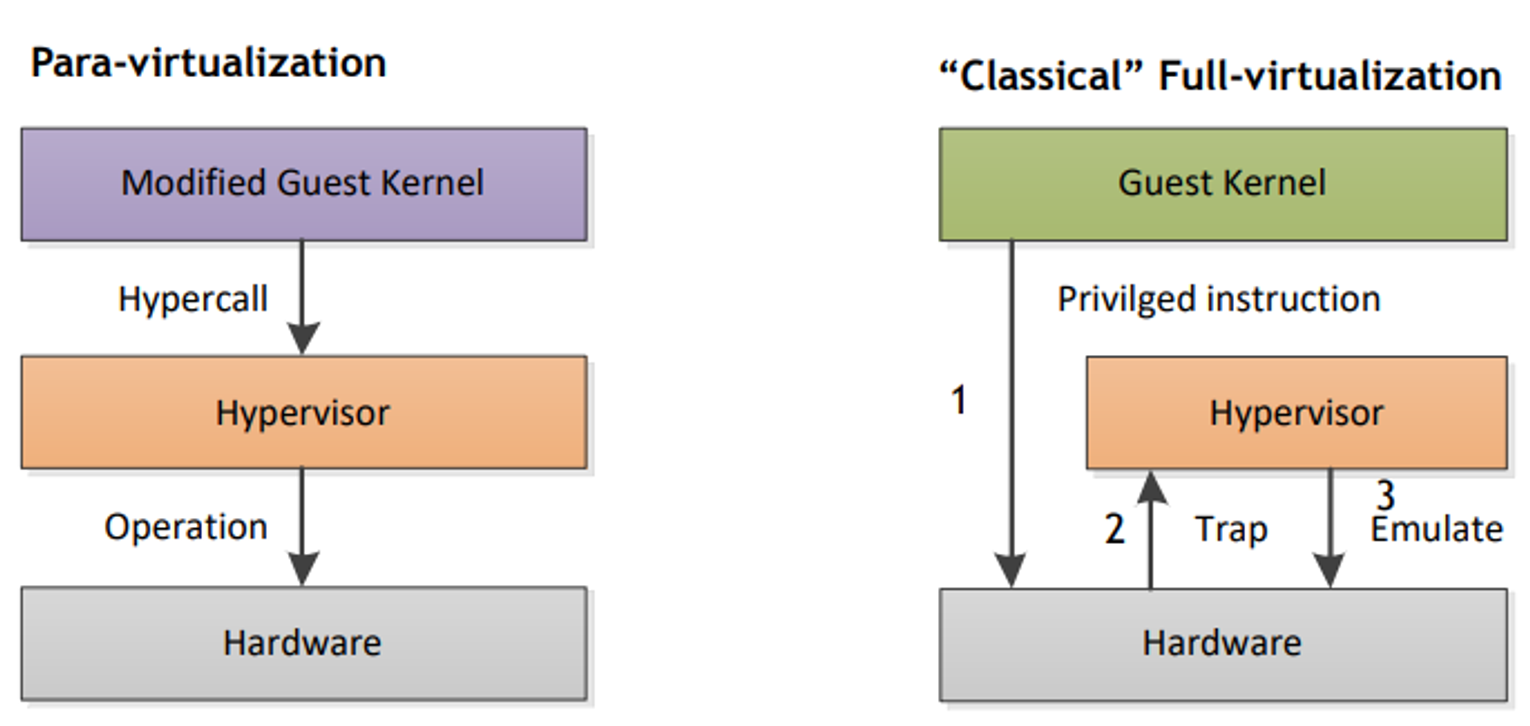 Para-virtualization
Modified Guest Kernel
Hypercall
Hypervisor
Operation
Hardware
“Classical” Full-virtualization
Guest Kernel
Privilged instruction
1
Hypervisor
2
Trap
3
Emulate
Hardware